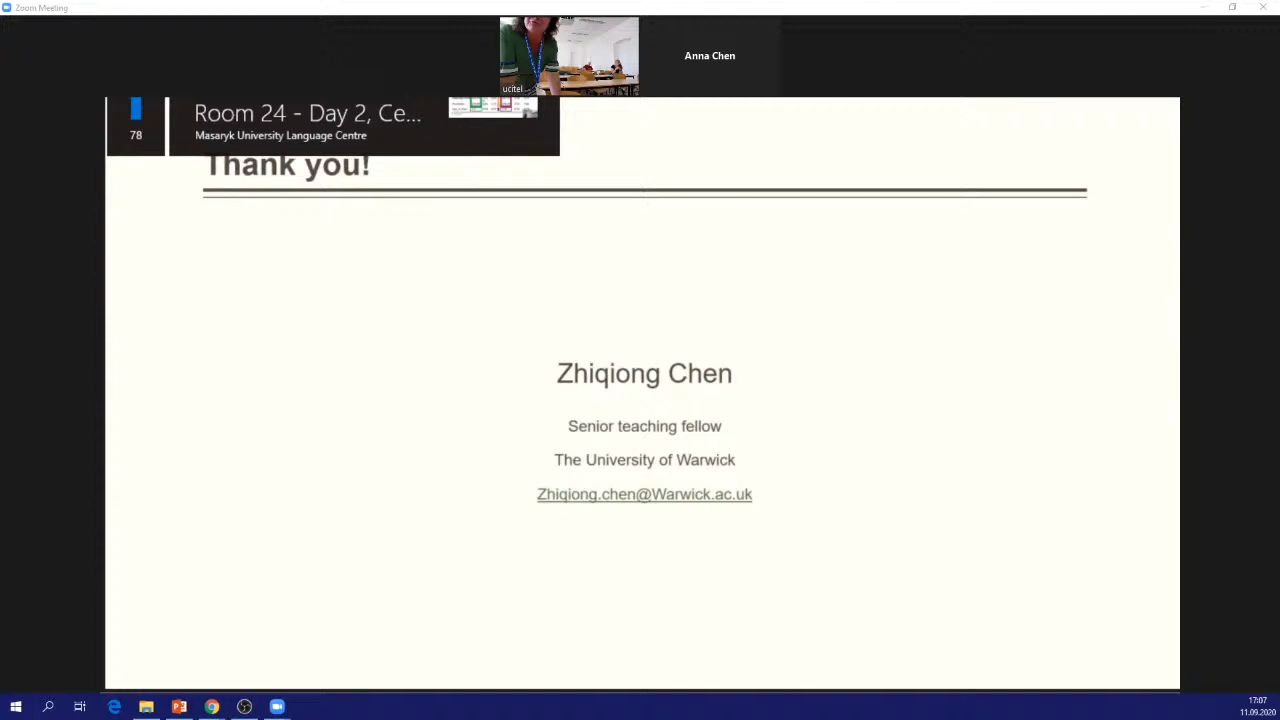 Zoom Meeting
ucitel
Anna Chen
78
Room 24 - Day 2, Ce...
Masaryk University Language Centre
Thank you!
Zhiqiong Chen
Senior teaching fellow
The University of Warwick
Zhiqiong.chen@Warwick.ac.uk
17:07
11.09.2020